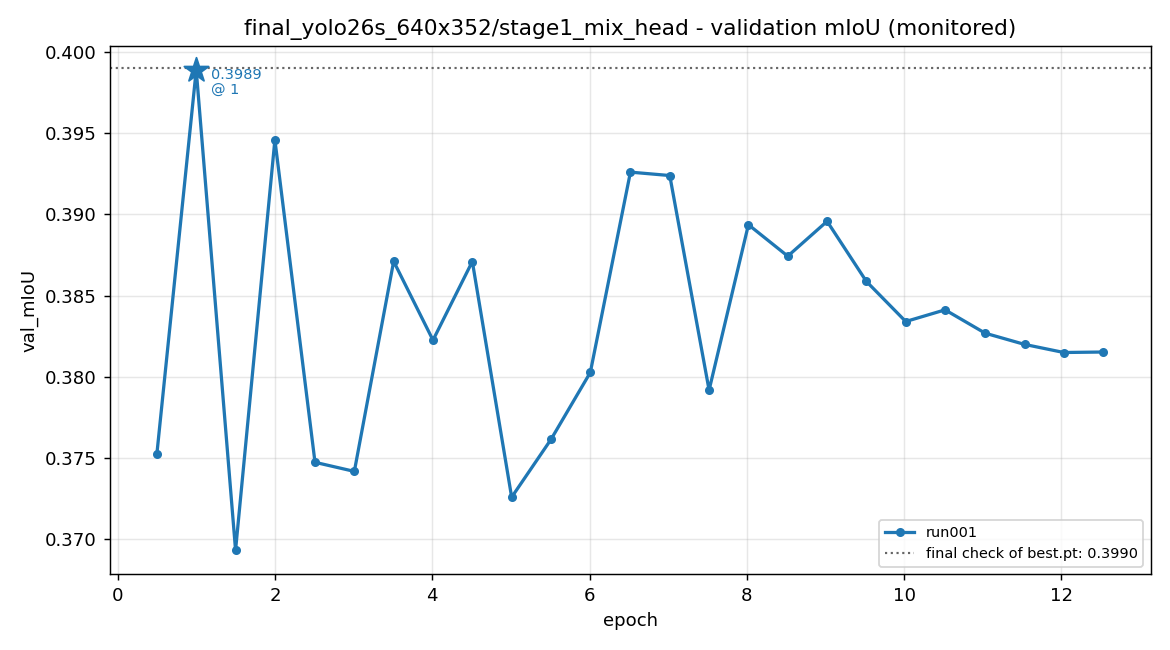 final_yolo26s_640x352/stage1_mix_head - validation mIoU (monitored)
0.400
0.395
0.390
0.385
0.380
0.375
0.370
val_mIoU
0.3989
@ 1
run001
final check of best.pt: 0.3990
0 2 4 6 8 10 12
epoch